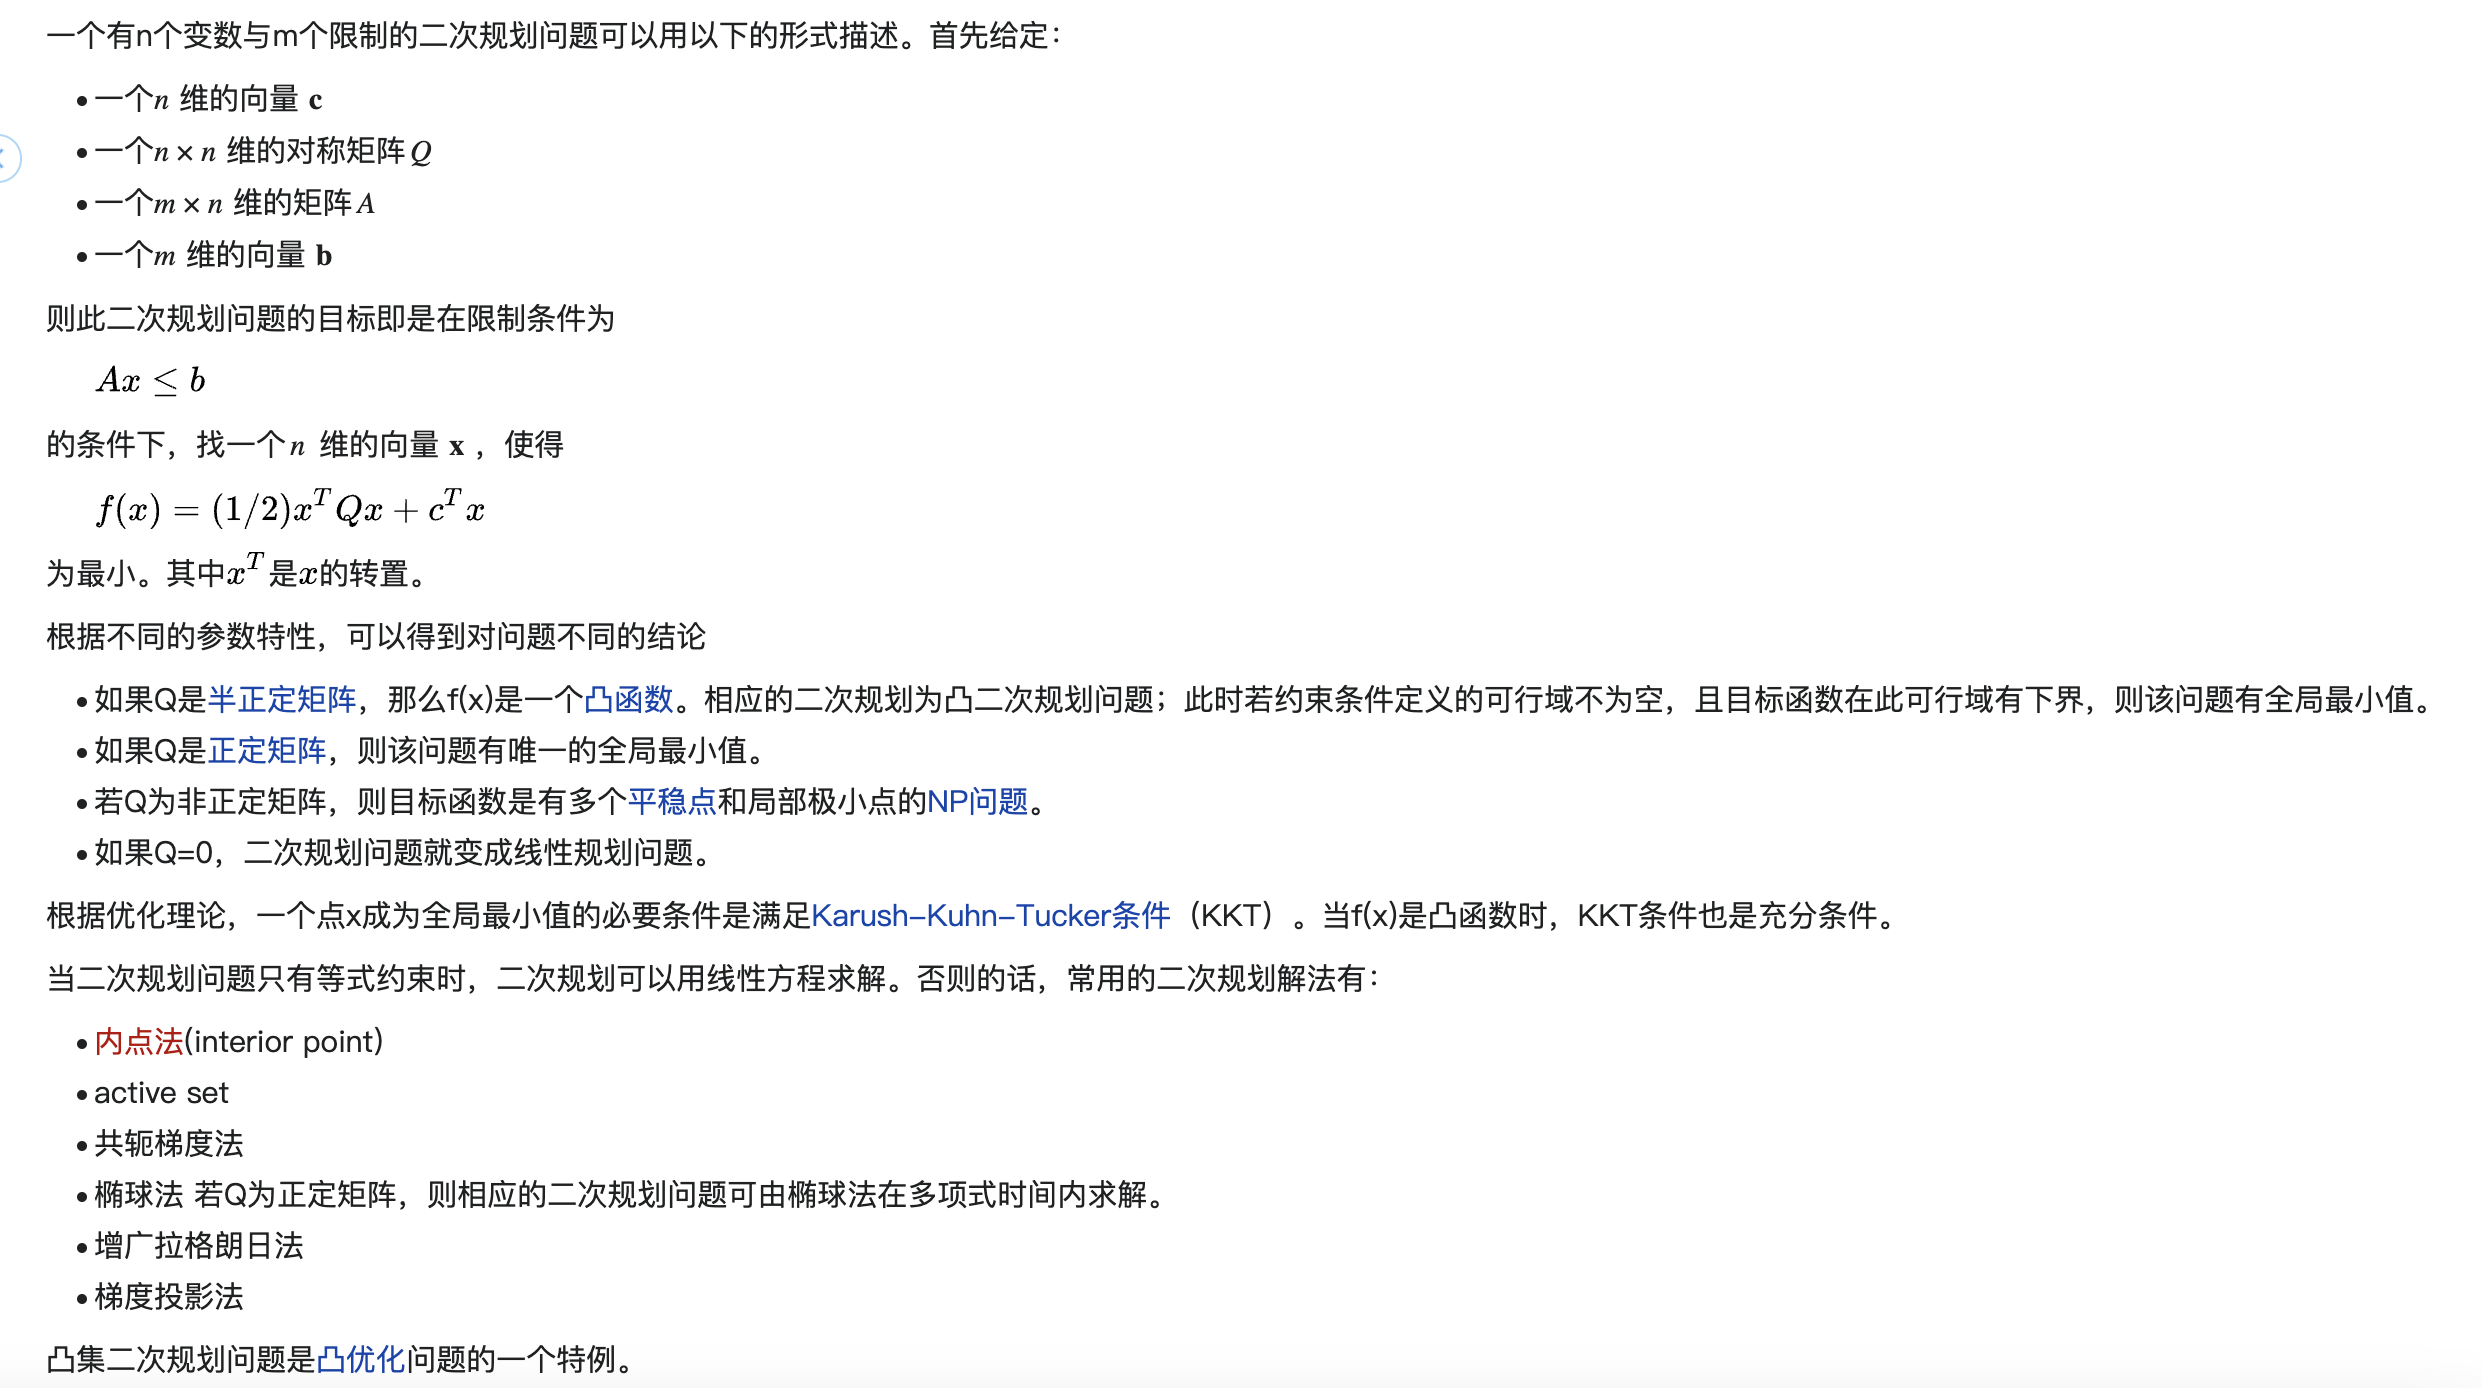 一个有n个变数与m个限制的二次规划问题可以用以下的形式描述。首先给定：
• 一个n 维的向量 c
• 一个n × n 维的对称矩阵Q
• 一个m × n 维的矩阵A
• 一个m 维的向量 b
则此二次规划问题的目标即是在限制条件为
Ax ≤ b
的条件下，找一个n 维的向量 x ，使得
f(x) = (1/2)x^T Qx + c^T x
为最小。其中x^T是x的转置。
根据不同的参数特性，可以得到对问题不同的结论
• 如果Q是半正定矩阵，那么f(x)是一个凸函数。相应的二次规划为凸二次规划问题；此时若约束条件定义的可行域不为空，且目标函数在此可行域有下界，则该问题有全局最小值。
• 如果Q是正定矩阵，则该问题有唯一的全局最小值。
• 若Q为非正定矩阵，则目标函数是有多个平稳点和局部极小点的NP问题。
• 如果Q=0，二次规划问题就变成线性规划问题。
根据优化理论，一个点x成为全局最小值的必要条件是满足Karush–Kuhn–Tucker条件（KKT）。当f(x)是凸函数时，KKT条件也是充分条件。
当二次规划问题只有等式约束时，二次规划可以用线性方程求解。否则的话，常用的二次规划解法有：
• 内点法(interior point)
• active set
• 共轭梯度法
• 椭球法 若Q为正定矩阵，则相应的二次规划问题可由椭球法在多项式时间内求解。
• 增广拉格朗日法
• 梯度投影法
凸集二次规划问题是凸优化问题的一个特例。